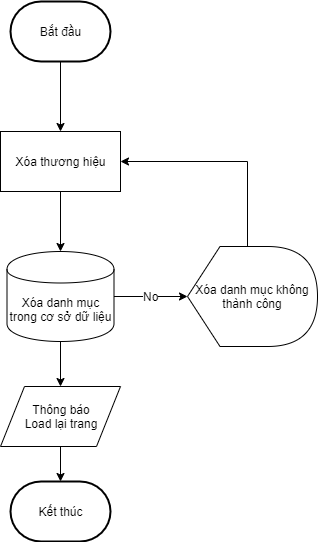 Bắt đầu
Xóa thương hiệu
Xóa danh mục
trong cơ sở dữ liệu
No
Xóa danh mục không
thành công
Thông báo
Load lại trang
Kết thúc